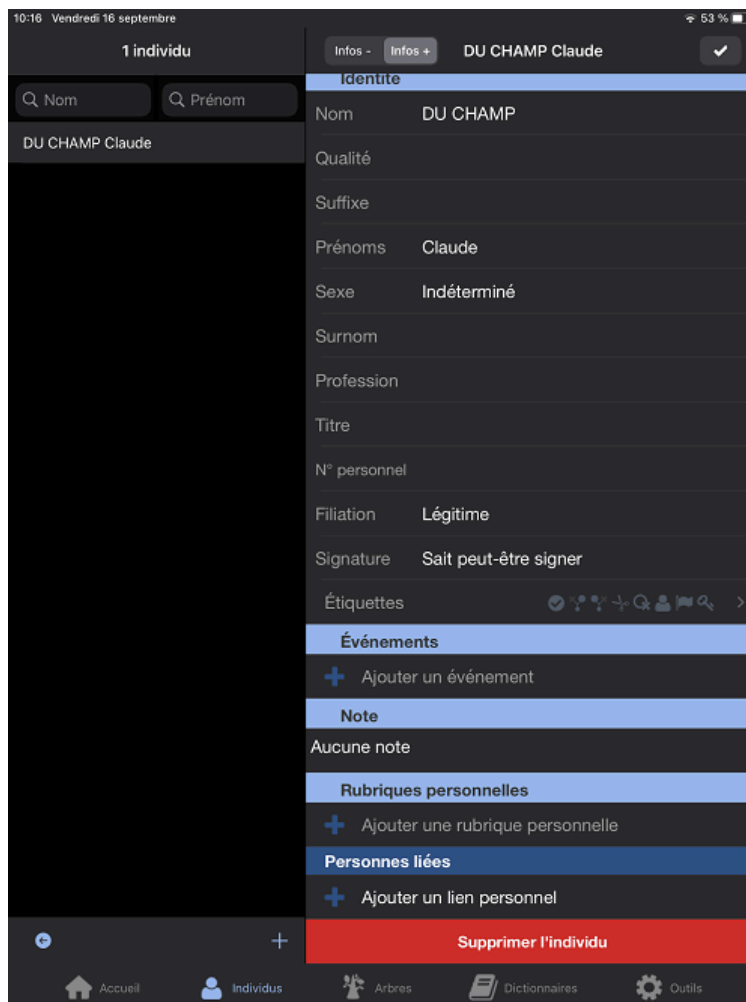 10:16 Vendredi 16 septembre
53 %
1 individu
Infos - Infos + DU CHAMP Claude
Nom Prénom
DU CHAMP Claude
Identité
Nom DU CHAMP
Qualité
Suffixe
Prénoms Claude
Sexe Indéterminé
Surnom
Profession
Titre
N° personnel
Filiation Légitime
Signature Sait peut-être signer
Étiquettes
Événements
Ajouter un événement
Note
Aucune note
Rubriques personnelles
Ajouter une rubrique personnelle
Personnes liées
Ajouter un lien personnel
Supprimer l'individu
Accueil Individus Arbres Dictionnaires Outils